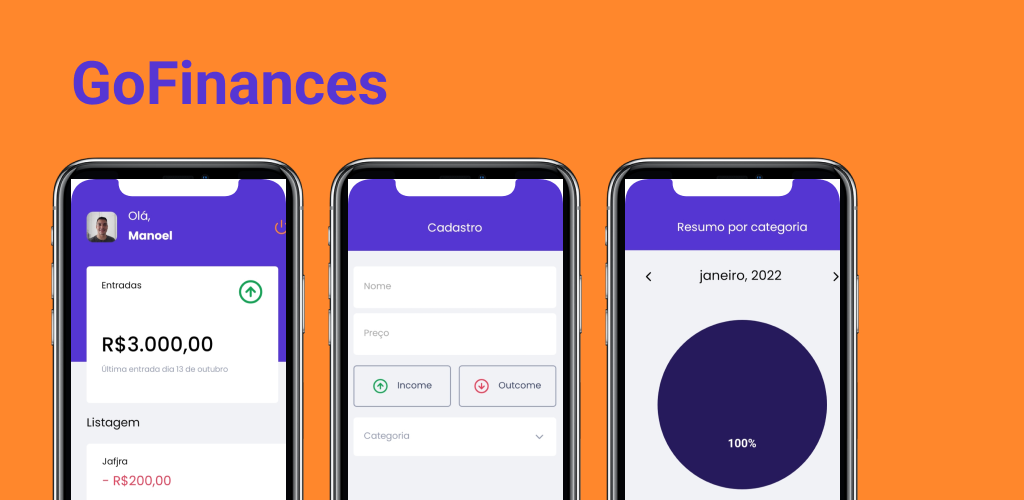 GoFinances
Olá,
Manoel
Entradas
R$3.000,00
Última entrada dia 13 de outubro
Listagem
Jafjra
- R$200,00
Cadastro
Nome
Preço
Income
Outcome
Categoria
Resumo por categoria
janeiro, 2022
100%